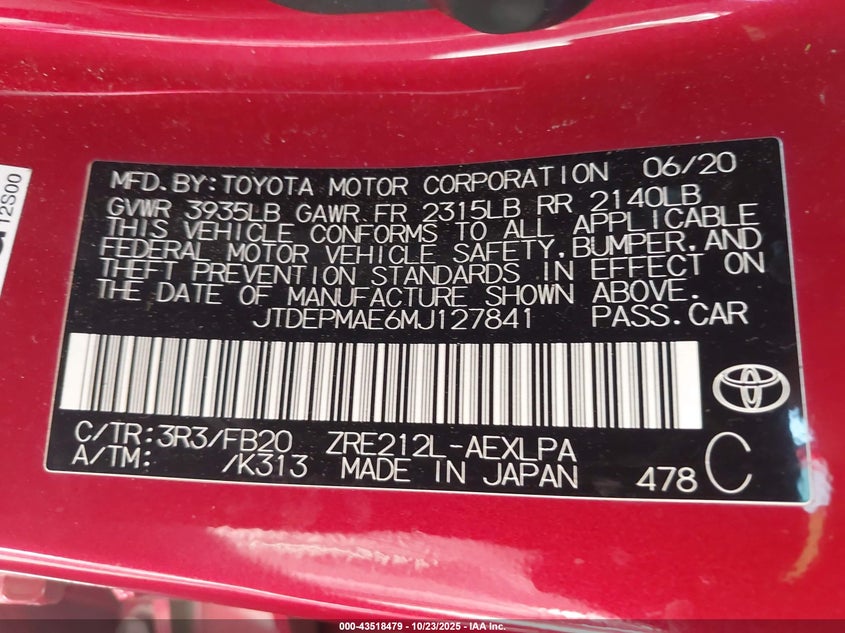 MFD.BY:TOYOTA MOTOR CORPORATION 06/20
GVWR 3935LB GAWR FR 2315LB RR 2140LB
THIS VEHICLE CONFORMS TO ALL APPLICABLE
FEDERAL MOTOR VEHICLE SAFETY, BUMPER, AND
THEFT PREVENTION STANDARDS IN EFFECT ON
THE DATE OF MANUFACTURE SHOWN ABOVE.
JTDEPMAE6MJ127841 PASS.CAR
C/TR:3R3/FB20 ZRE212L-AEXLPA
A/TM: /K313 MADE IN JAPAN 478 C
12S00
000-43518479 - 10/23/2025 - IAA Inc.